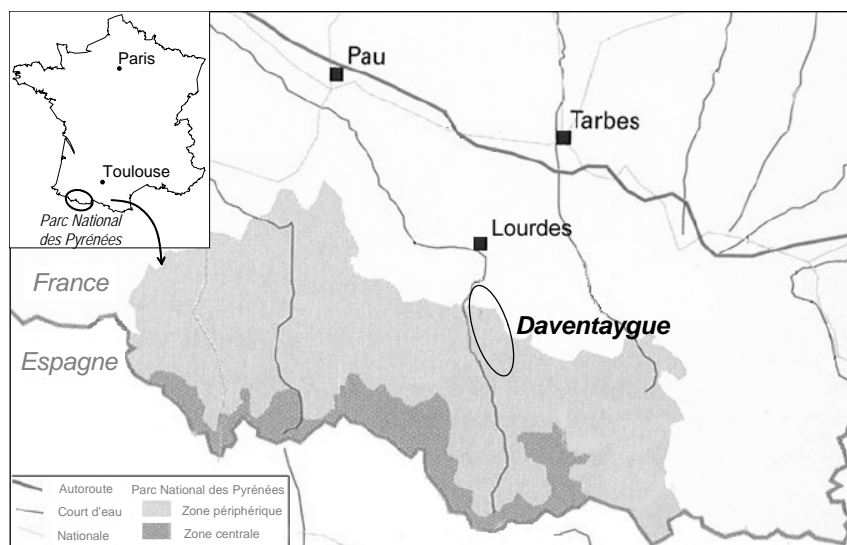 Paris
Toulouse
Parc National
des Pyrénées
Pau
Tarbes
Lourdes
France
Daventaygue
Espagne
Autoroute
Parc National des Pyrénées
Court d'eau
Zone périphérique
Nationale
Zone centrale